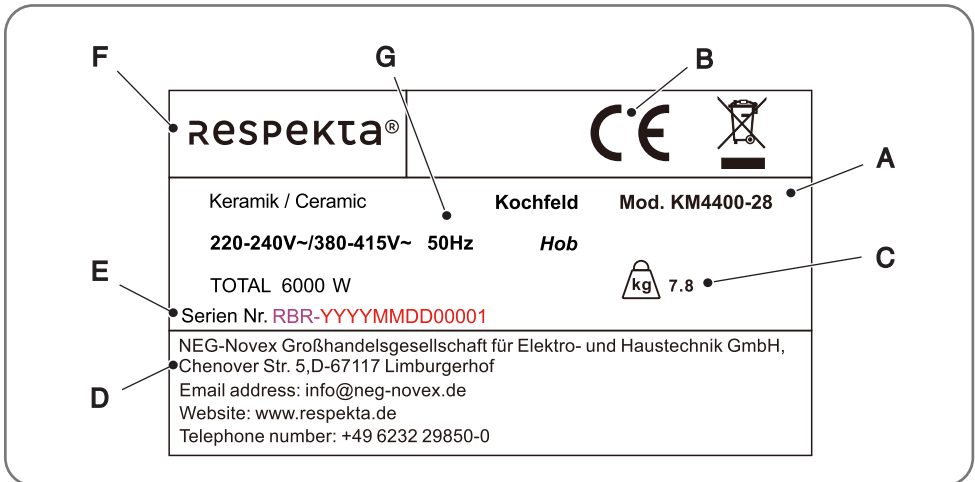 F
G
B
RESPEKTA®
CE
A
Keramik / Ceramic Kochfeld Mod. KM4400-28
220-240V~/380-415V~ 50Hz Hob
E
C
TOTAL 6000 W kg 7.8
Serien Nr. RBR-YYYYMMDD00001
NEG-Novex Großhandelsgesellschaft für Elektro- und Haustechnik GmbH,
Chenover Str. 5,D-67117 Limburgerhof
D
Email address: info@neg-novex.de
Website: www.respekta.de
Telephone number: +49 6232 29850-0